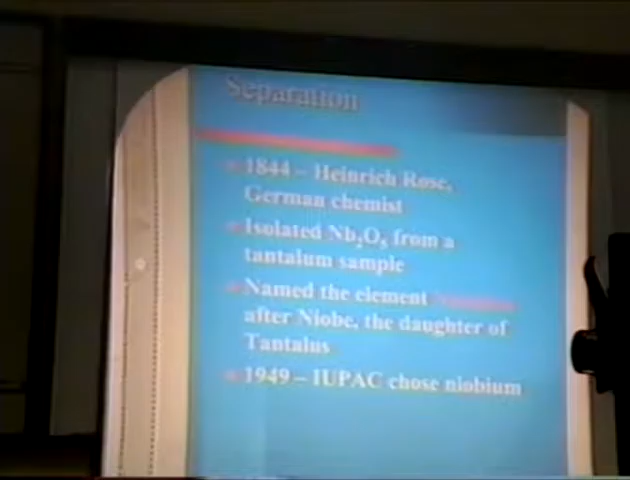 Separation
1844 – Heinrich Rose,
German chemist
Isolated Nb₂O₅ from a
tantalum sample
Named the element
after Niobe, the daughter of
Tantalus
1949 – IUPAC chose niobium